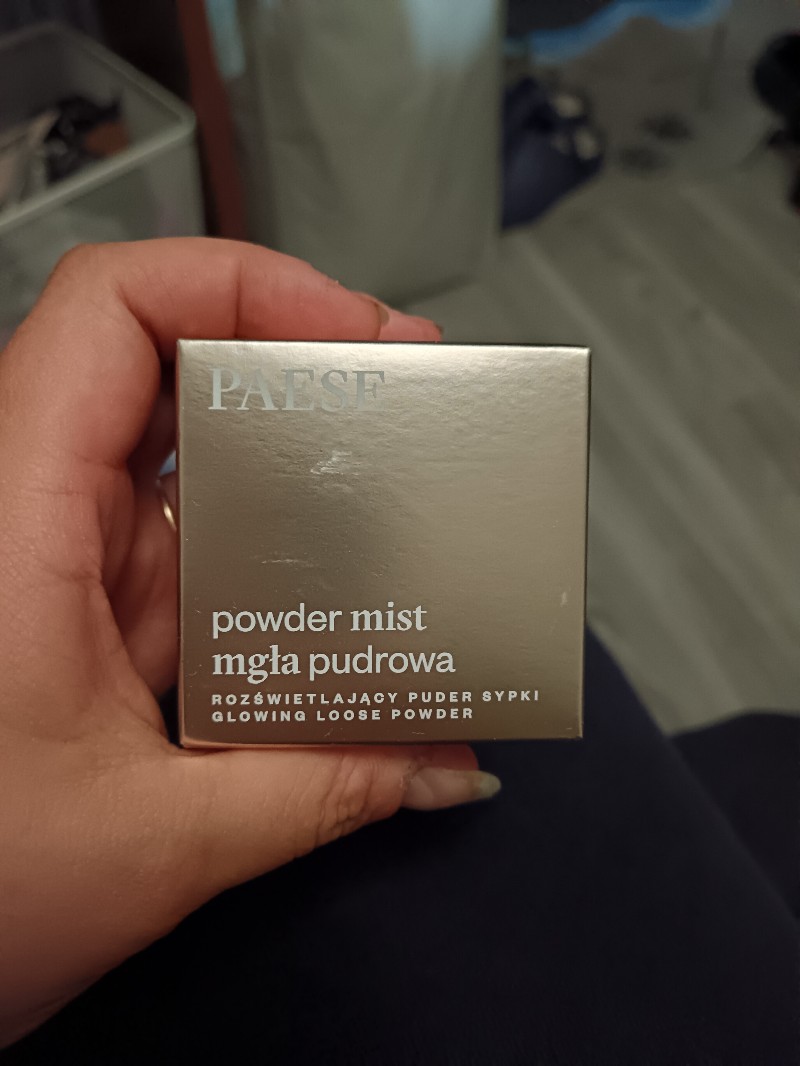 PAESE
powder mist
mgła pudrowa
ROZŚWIETLAJĄCY PUDER SYPKI
GLOWING LOOSE POWDER